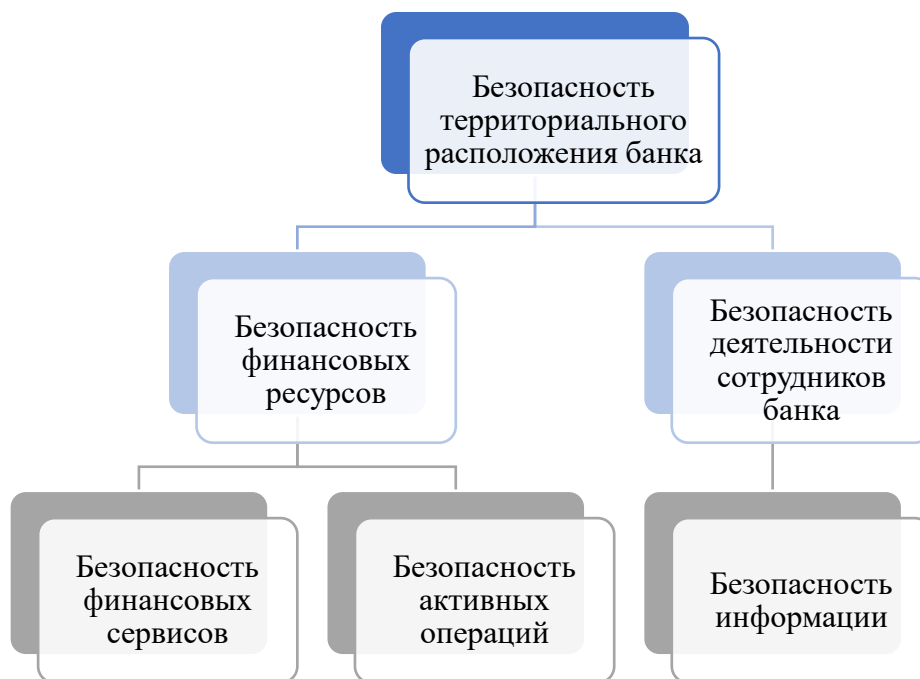 Безопасность
территориального
расположения банка
Безопасность
финансовых
ресурсов
Безопасность
деятельности
сотрудников
банка
Безопасность
финансовых
сервисов
Безопасность
активных
операций
Безопасность
информации